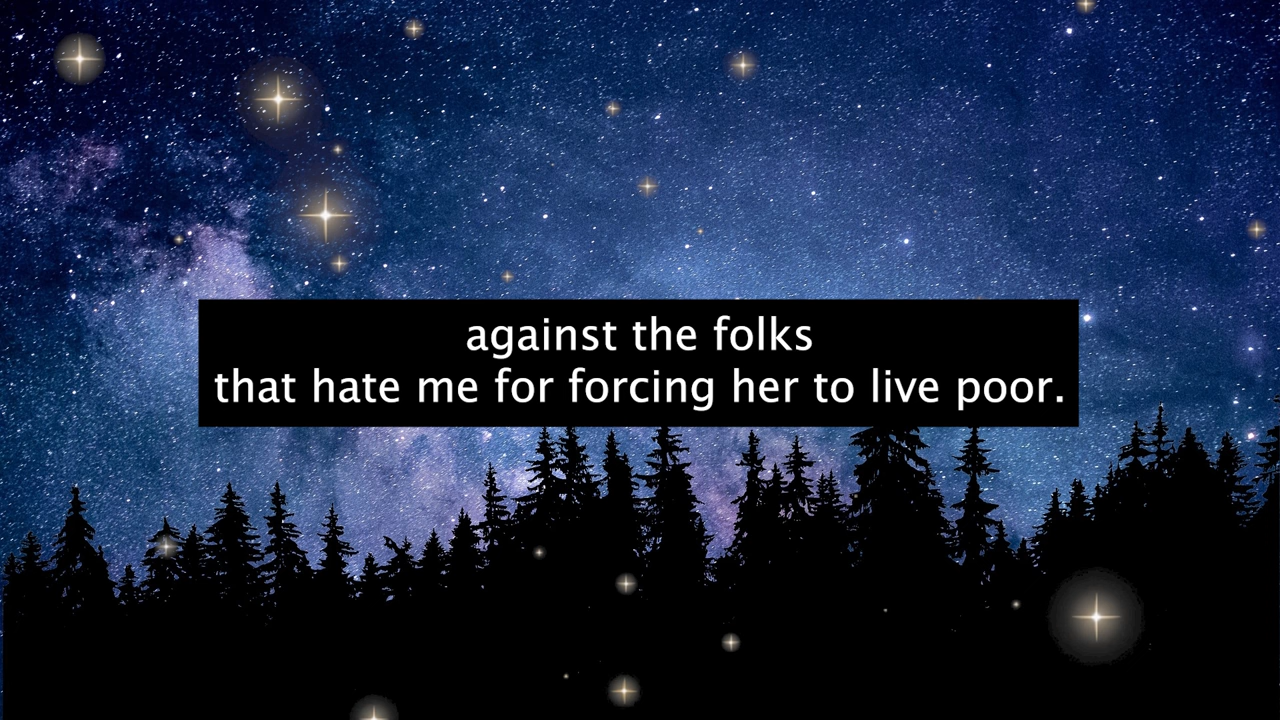 against the folks
that hate me for forcing her to live poor.